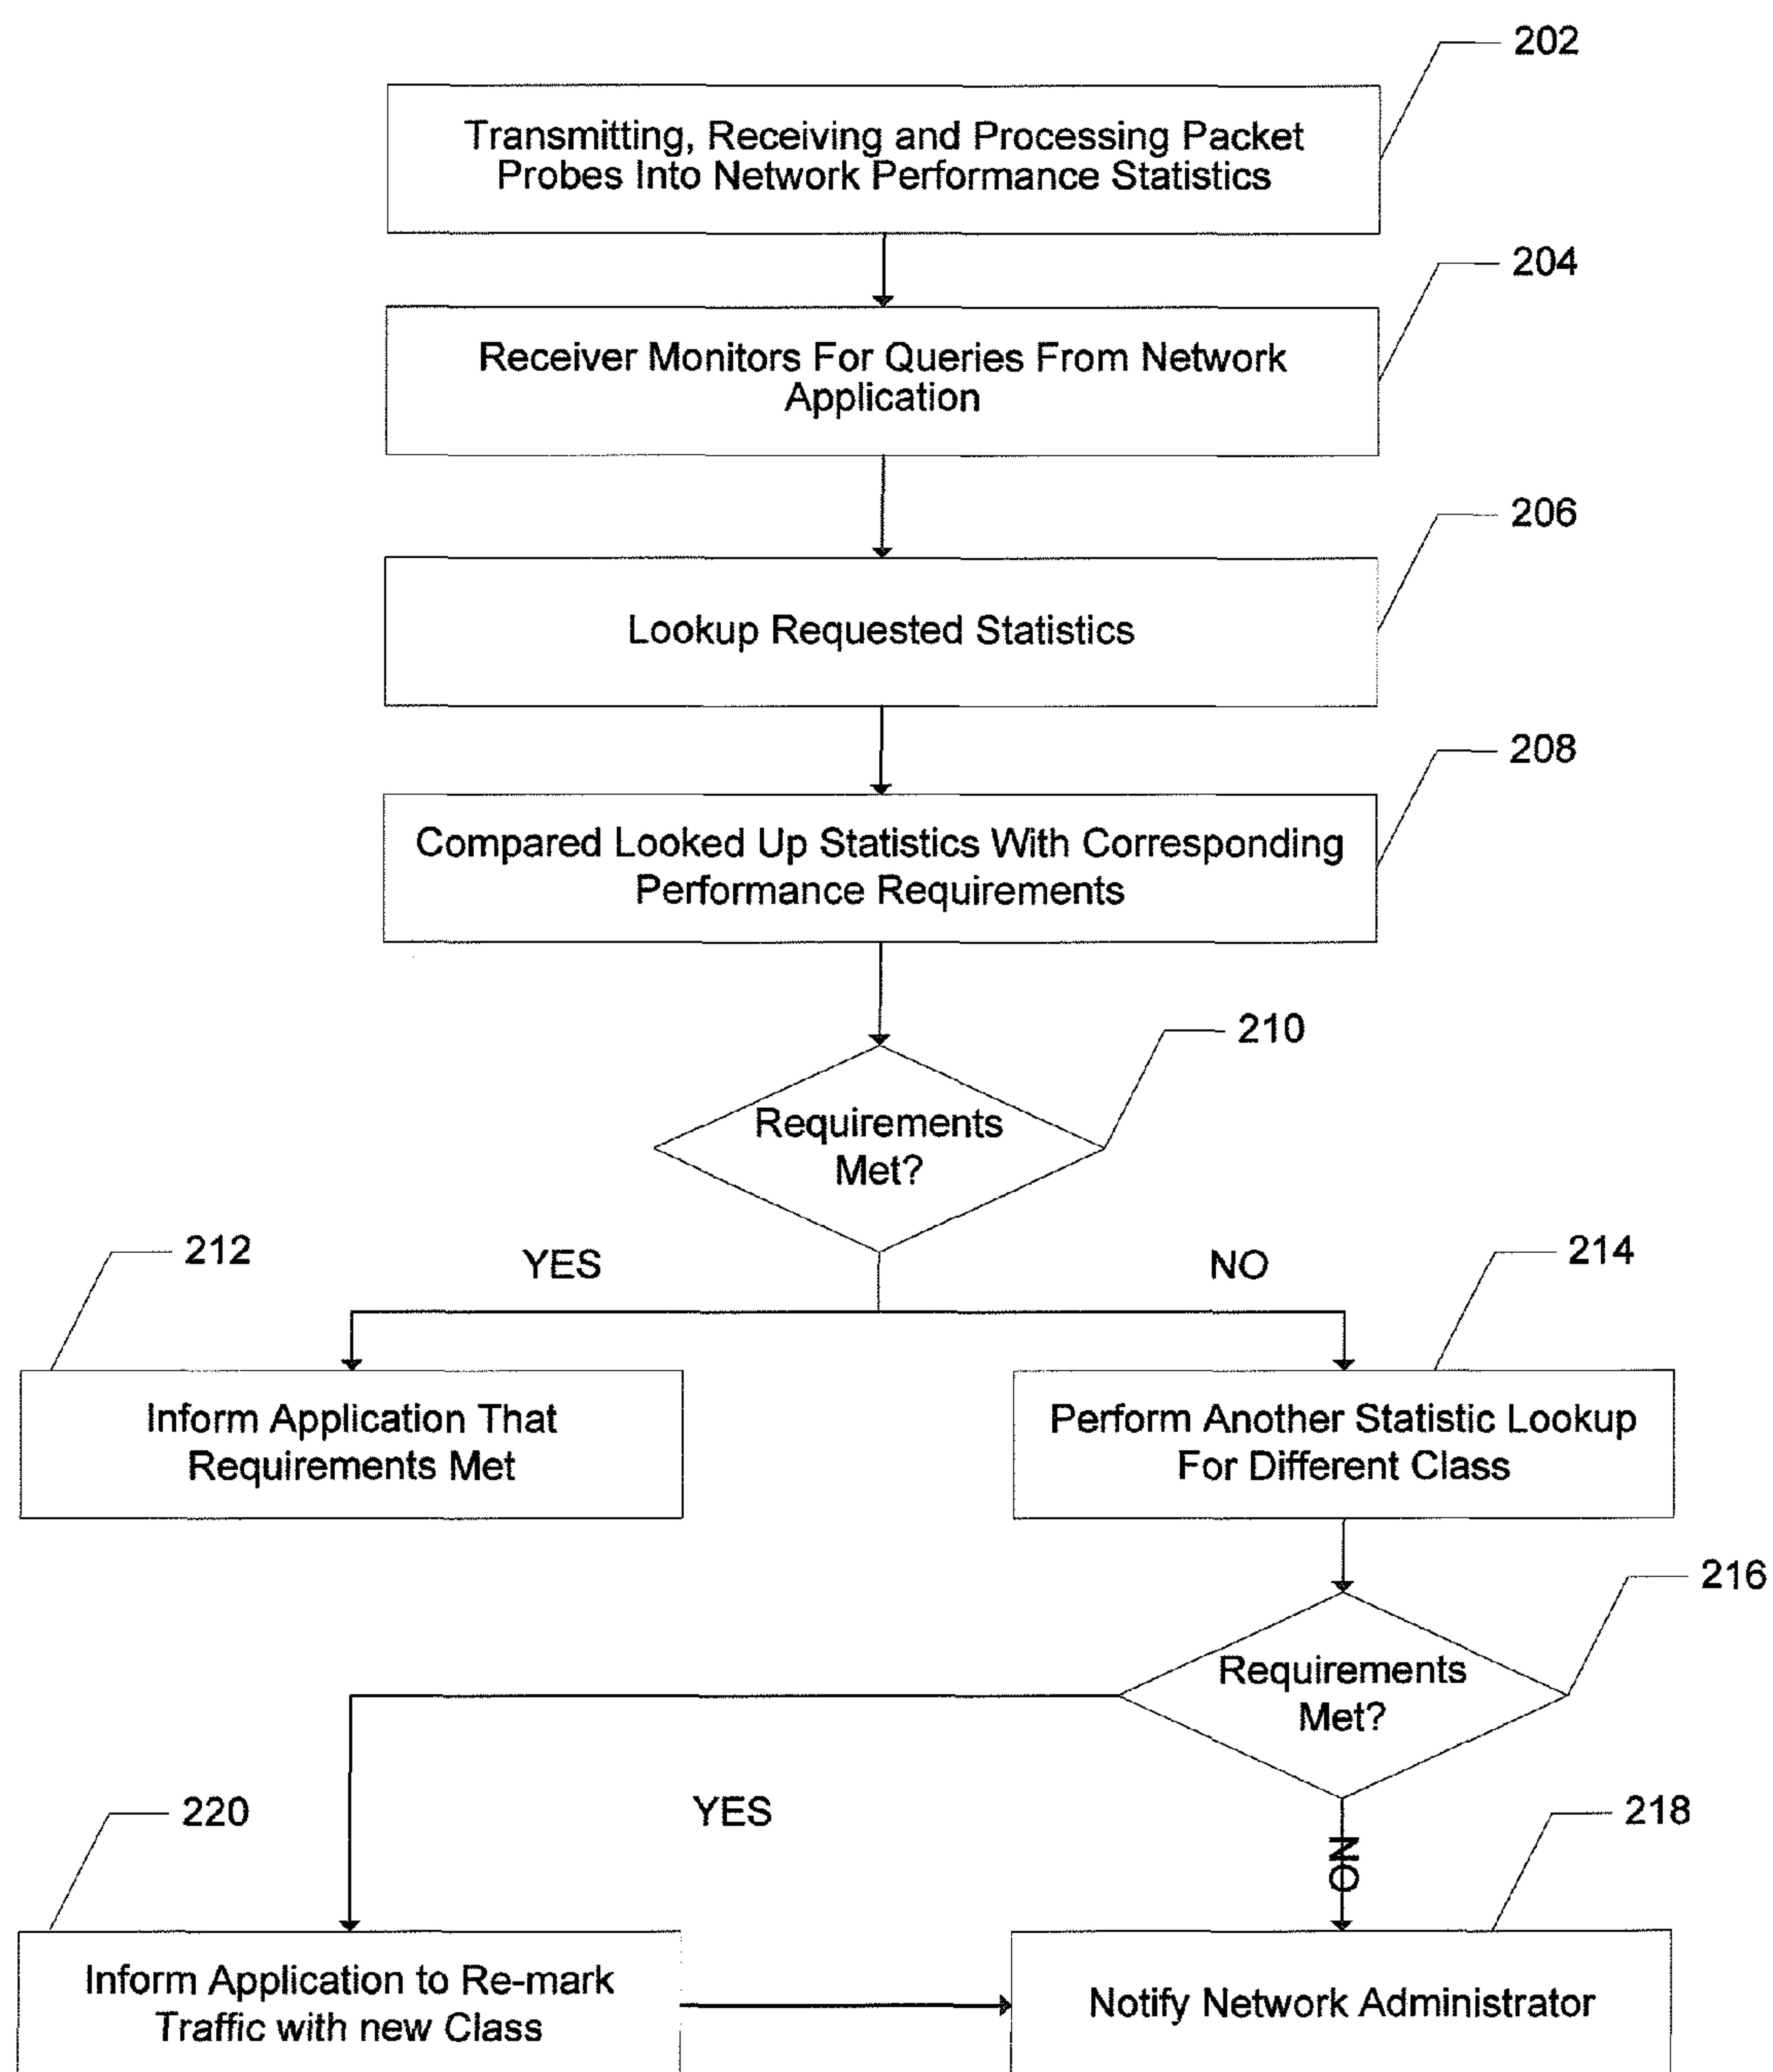 202
Transmitting, Receiving and Processing Packet
Probes Into Network Performance Statistics
204
Receiver Monitors For Queries From Network
Application
206
Lookup Requested Statistics
208
Compared Looked Up Statistics With Corresponding
Performance Requirements
210
Requirements
Met?
212
YES
NO
214
Inform Application That
Requirements Met
Perform Another Statistic Lookup
For Different Class
216
Requirements
Met?
220
YES
NO
218
Inform Application to Re-mark
Traffic with new Class
Notify Network Administrator